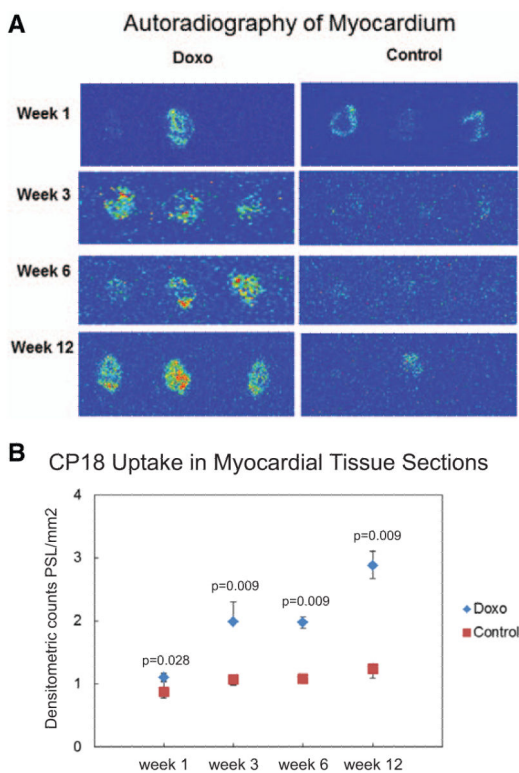 A
Autoradiography of Myocardium
Doxo
Control
Week 1
Week 3
Week 6
Week 12
B
CP18 Uptake in Myocardial Tissue Sections
Densitometric counts PSL/mm2
4
3
2
1
0
p=0.028
p=0.009
p=0.009
p=0.009
Doxo
Control
week 1
week 3
week 6
week 12